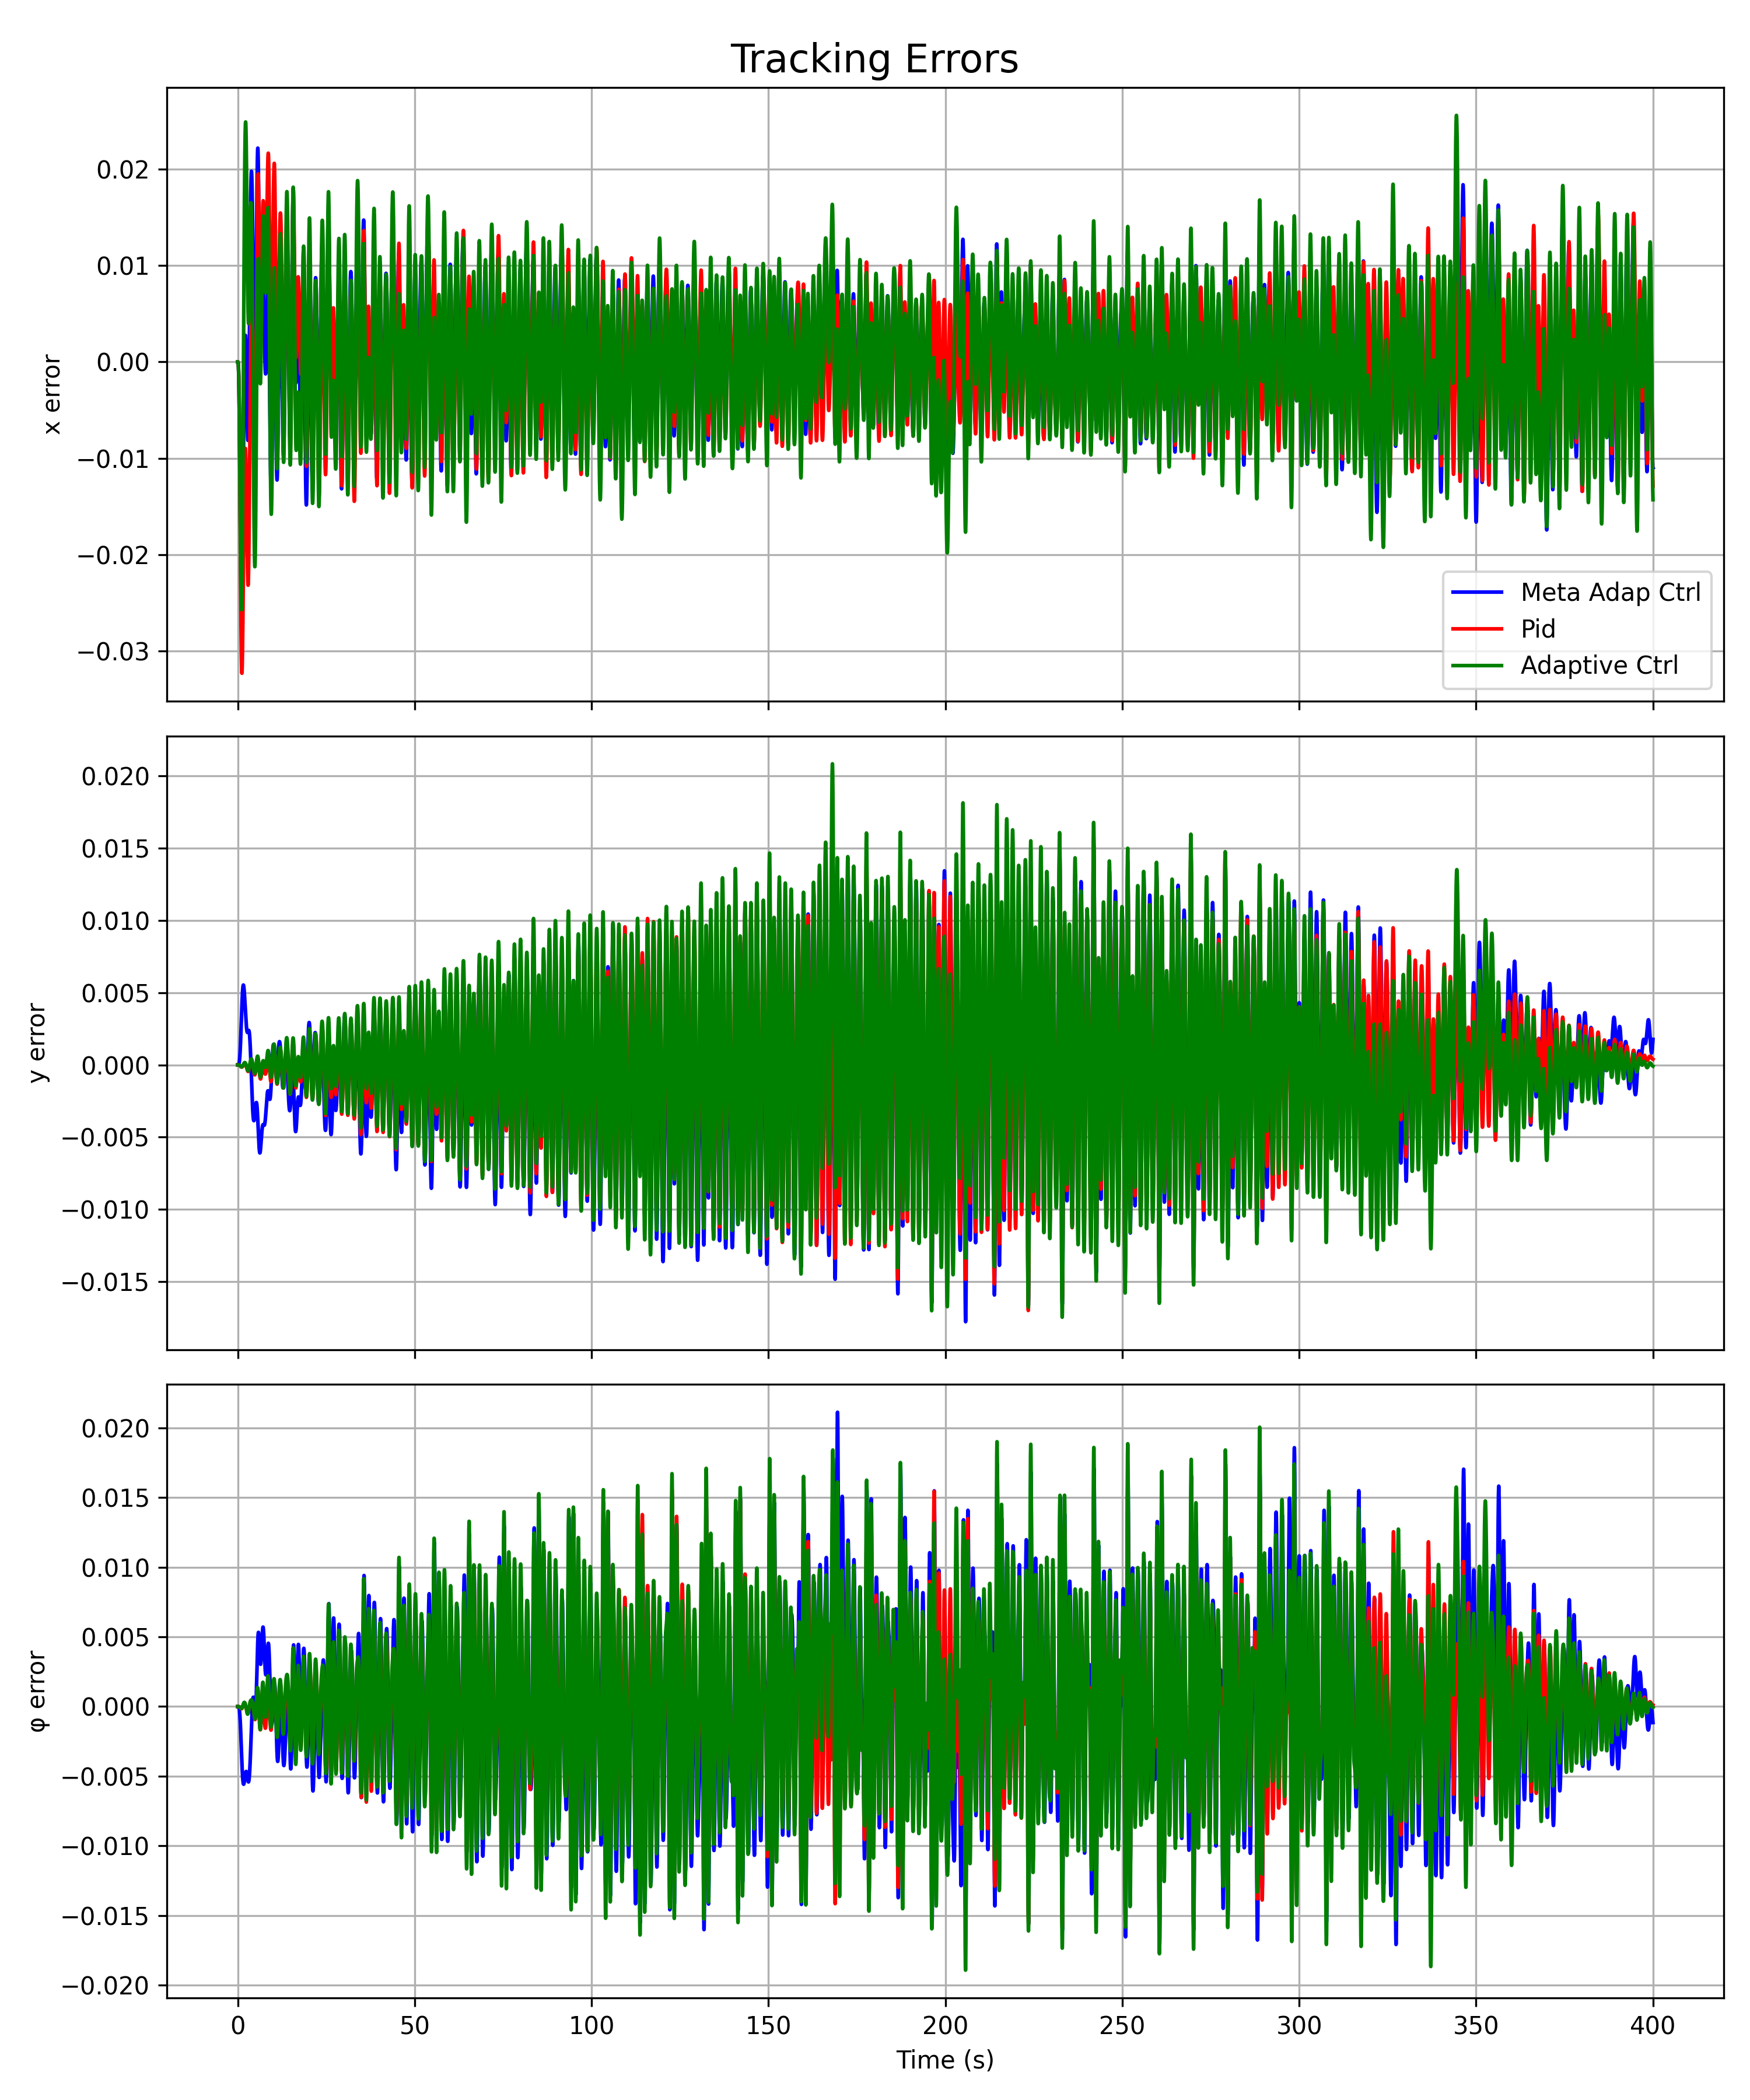 Tracking Errors
0.02
0.01
0.00
−0.01
−0.02
−0.03
x error
Meta Adap Ctrl
Pid
Adaptive Ctrl
0.020
0.015
0.010
0.005
0.000
−0.005
−0.010
−0.015
y error
0.020
0.015
0.010
0.005
0.000
−0.005
−0.010
−0.015
−0.020
φ error
0 50 100 150 200 250 300 350 400
Time (s)